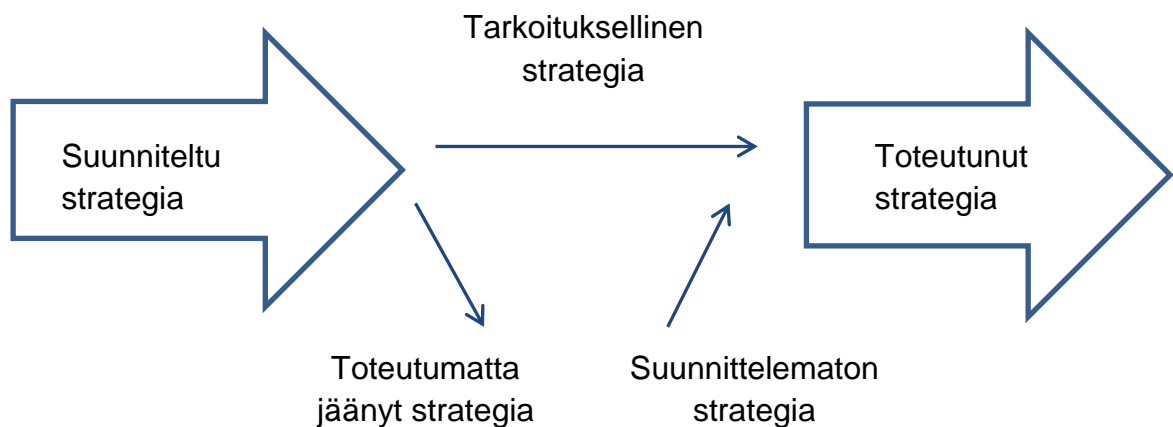 Tarkoituksellinen
strategia
Suunniteltu
strategia
Toteutunut
strategia
Toteutumatta
jäänyt strategia
Suunnittelematon
strategia